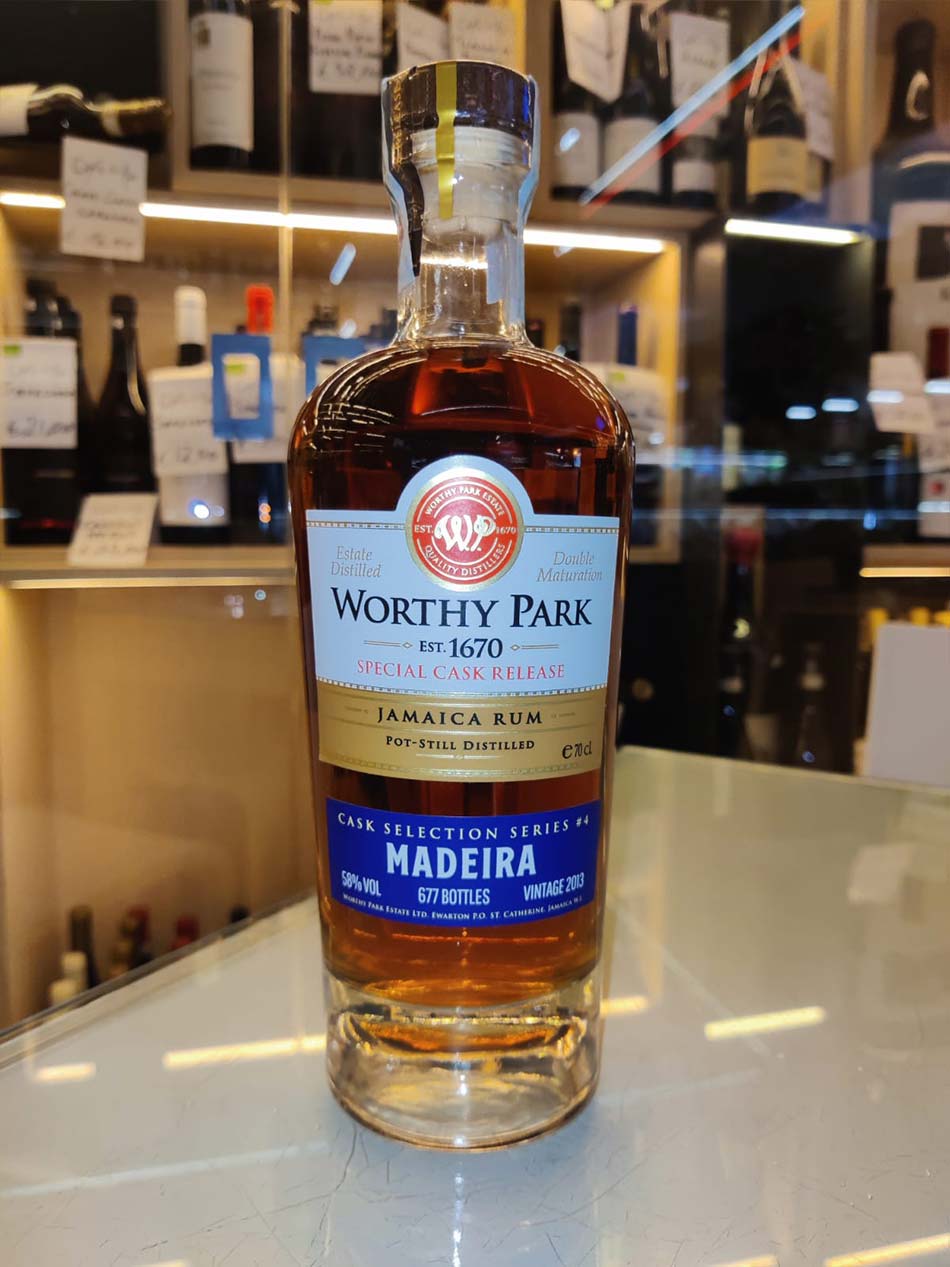 WORTHY PARK ESTATE
EST. 1670
W.P.
QUALITY DISTILLERS
Estate
Distilled
Double
Maturation
WORTHY PARK
EST. 1670
SPECIAL CASK RELEASE
JAMAICA RUM
POT-STILL DISTILLED
e 70 cl
CASK SELECTION SERIES #4
MADEIRA
58% VOL
677 BOTTLES
VINTAGE 2013
WORTHY PARK ESTATE LTD. EWARTON P.O. ST. CATHERINE, JAMAICA W.I.